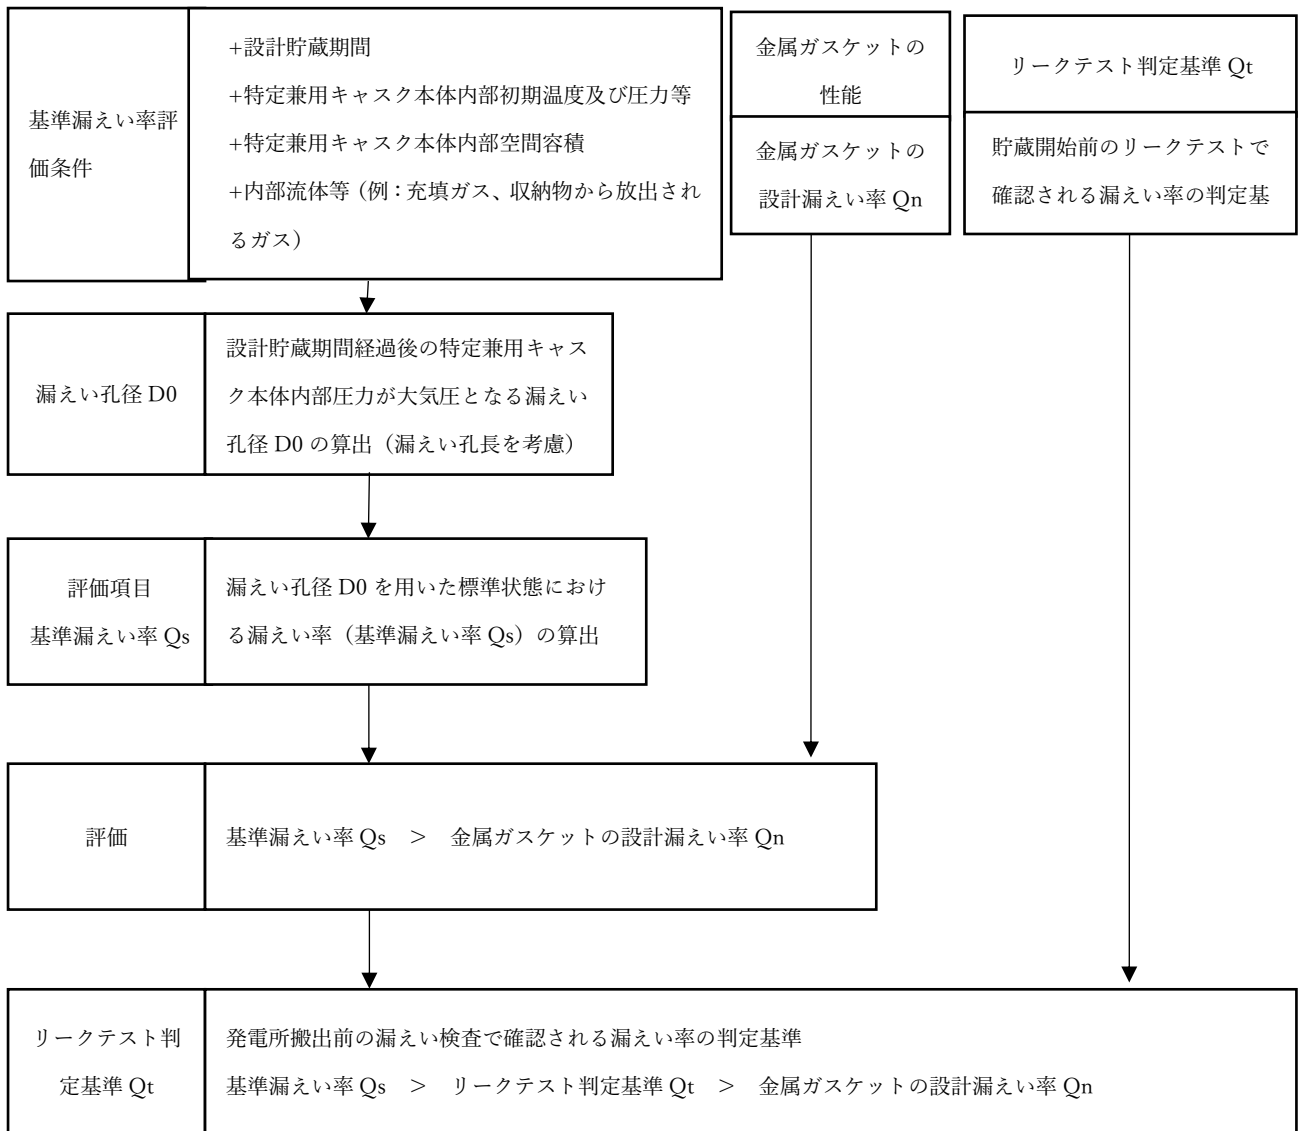 基準漏えい率評
価条件
+設計貯蔵期間
+特定兼用キャスク本体内部初期温度及び圧力等
+特定兼用キャスク本体内部空間容積
+内部流体等（例：充填ガス、収納物から放出され
るガス）
金属ガスケットの
性能
金属ガスケットの
設計漏えい率 Qn
リークテスト判定基準 Qt
貯蔵開始前のリークテストで
確認される漏えい率の判定基
漏えい孔径 D0
設計貯蔵期間経過後の特定兼用キャス
ク本体内部圧力が大気圧となる漏えい
孔径 D0 の算出（漏えい孔長を考慮）
評価項目
基準漏えい率 Qs
漏えい孔径 D0 を用いた標準状態におけ
る漏えい率（基準漏えい率 Qs）の算出
評価
基準漏えい率 Qs　＞　金属ガスケットの設計漏えい率 Qn
リークテスト判
定基準 Qt
発電所搬出前の漏えい検査で確認される漏えい率の判定基準
基準漏えい率 Qs　＞　リークテスト判定基準 Qt　＞　金属ガスケットの設計漏えい率 Qn